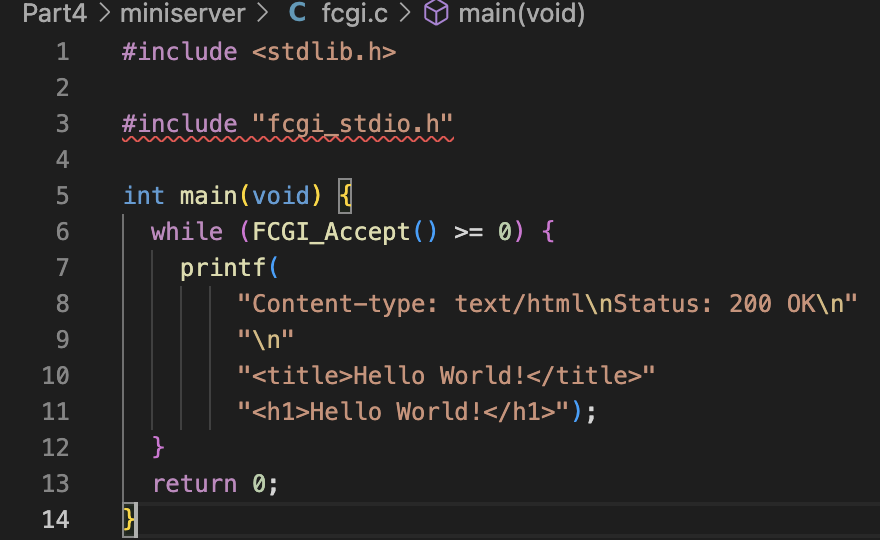 Part4 > miniserver > C fcgi.c > main(void)
1 #include <stdlib.h>
2
3 #include "fcgi_stdio.h"
4
5 int main(void) {
6   while (FCGI_Accept() >= 0) {
7     printf(
8         "Content-type: text/html\nStatus: 200 OK\n"
9         "\n"
10         "<title>Hello World!</title>"
11         "<h1>Hello World!</h1>");
12   }
13   return 0;
14 }